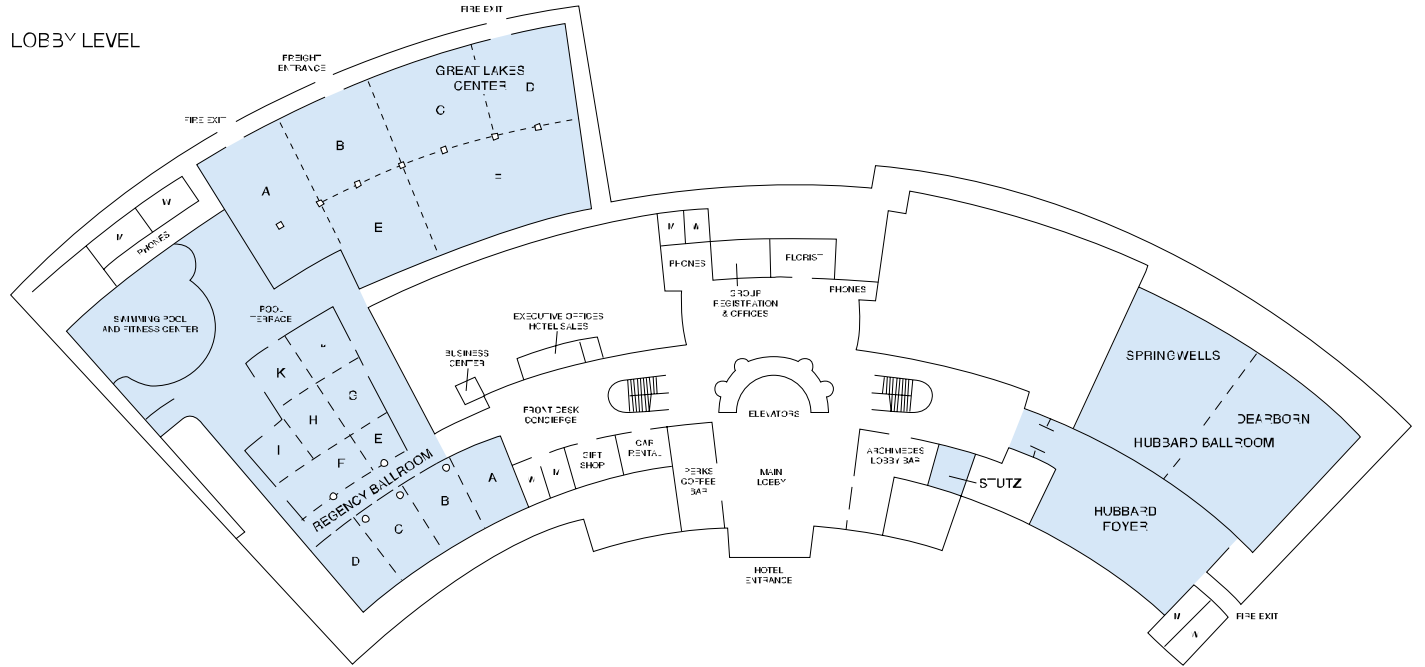 LOBBY LEVEL
FIRE EXIT
FREIGHT
ENTRANCE
FIRE EXIT
GREAT LAKES
CENTER
A
B
C
D
E
M
W
PHONES
SWIMMING POOL
AND FITNESS CENTER
POOL
TERRACE
K
H
G
I
F
E
REGENCY BALLROOM
A
B
C
D
BUSINESS
CENTER
EXECUTIVE OFFICES
HOTEL SALES
FRONT DESK
CONCIERGE
W
M
GIFT
SHOP
CAR
RENTAL
PERKS
COFFEE
BAR
M
W
PHONES
GROUP
REGISTRATION
& OFFICES
FLORIST
PHONES
ELEVATORS
MAIN
LOBBY
HOTEL
ENTRANCE
ARCHIMEDES
LOBBY BAR
STUTZ
SPRINGWELLS
DEARBORN
HUBBARD BALLROOM
HUBBARD
FOYER
M
W
FIRE EXIT